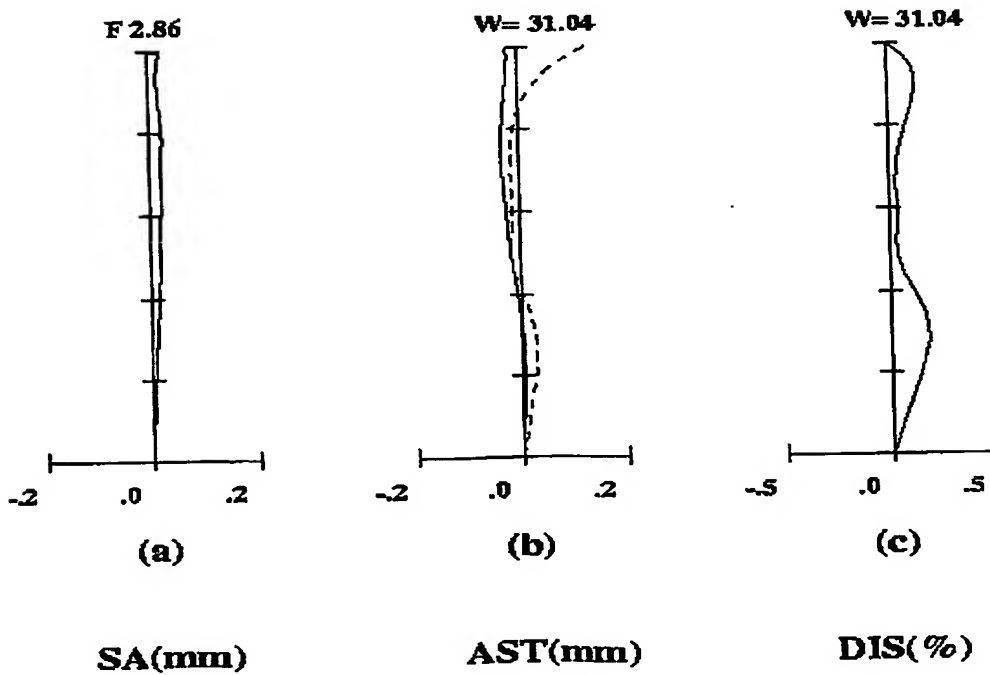 F 2.86 W= 31.04 W= 31.04
-.2 .0 .2 -.2 .0 .2 -.5 .0 .5
(a) (b) (c)
SA(mm) AST(mm) DIS(%)